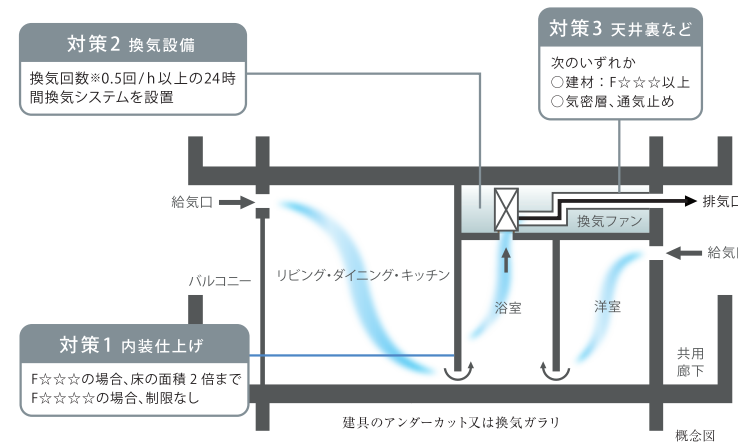 対策2 換気設備
換気回数※0.5回/h以上の24時
間換気システムを設置
対策3 天井裏など
次のいずれか
○建材：F☆☆☆以上
○気密層、通気止め
給気口
排気口
換気ファン
給気口
バルコニー
リビング・ダイニング・キッチン
浴室
洋室
対策1 内装仕上げ
F☆☆☆の場合、床の面積2倍まで
F☆☆☆☆の場合、制限なし
共用
廊下
建具のアンダーカット又は換気ガラリ
概念図